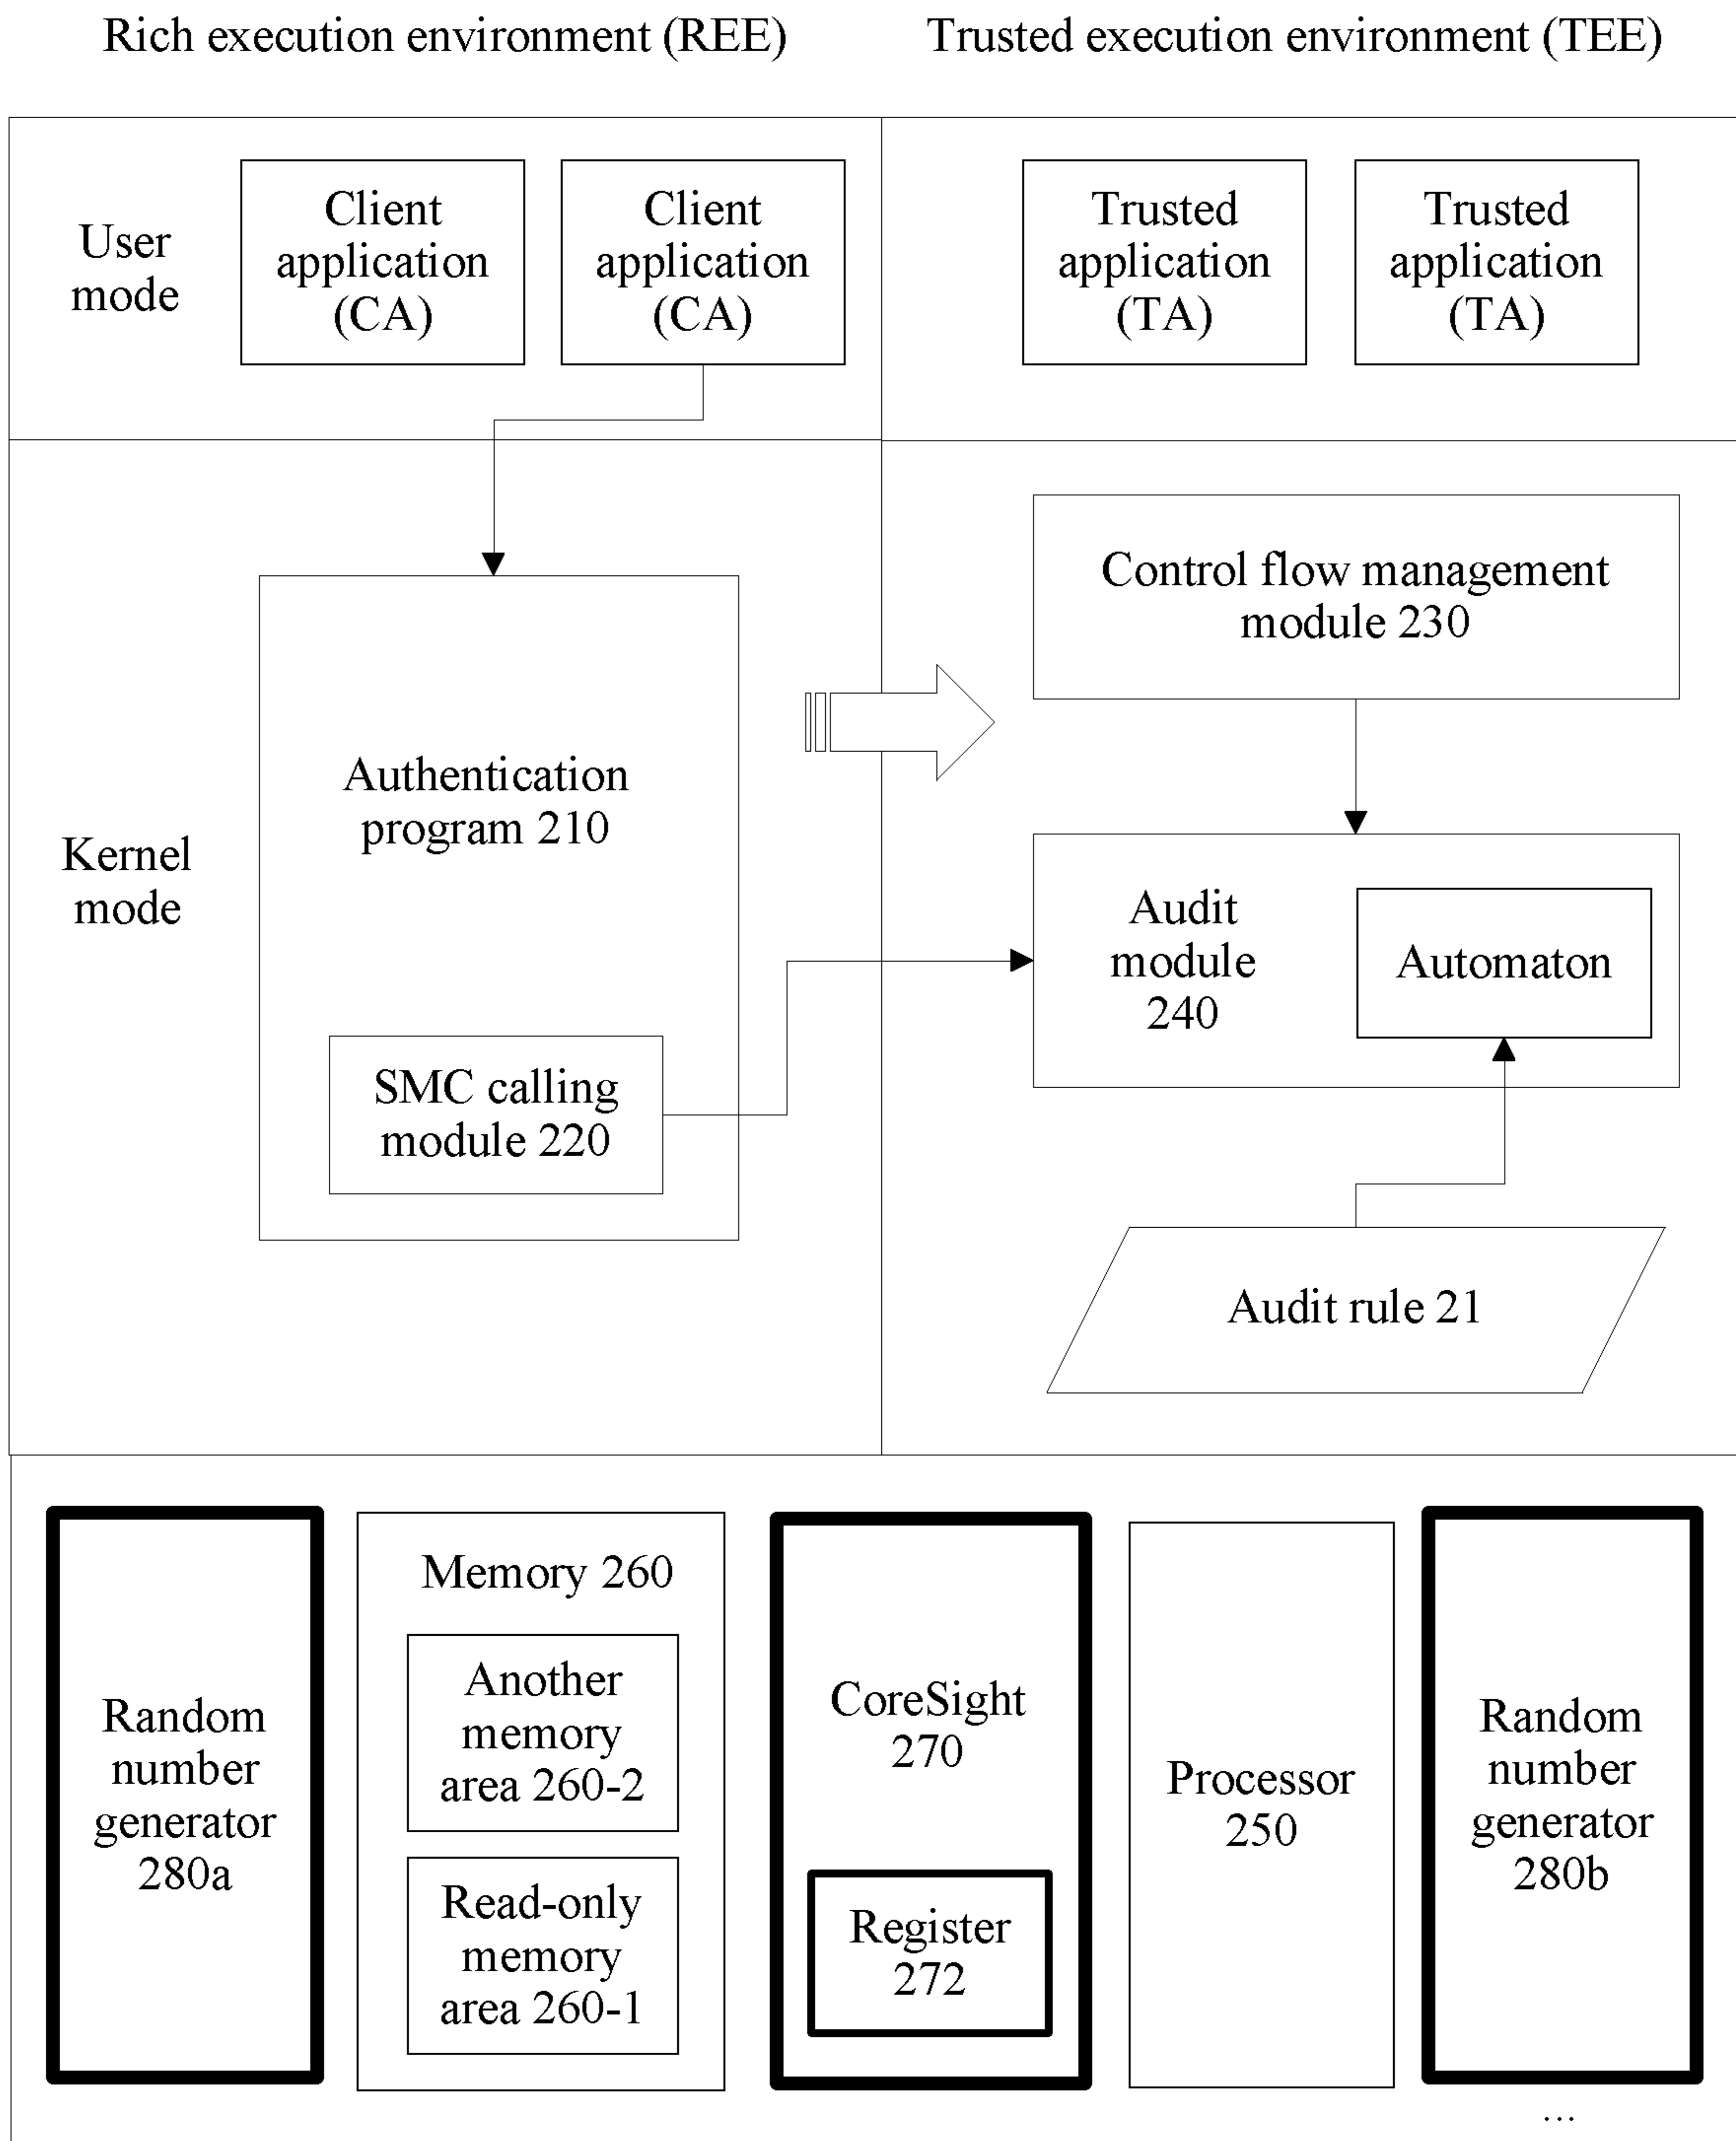 Rich execution environment (REE)
Trusted execution environment (TEE)
User
mode
Client
application
(CA)
Client
application
(CA)
Trusted
application
(TA)
Trusted
application
(TA)
Kernel
mode
Authentication
program 210
SMC calling
module 220
Control flow management
module 230
Audit
module
240
Automaton
Audit rule 21
Random
number
generator
280a
Memory 260
Another
memory
area 260-2
Read-only
memory
area 260-1
CoreSight
270
Register
272
Processor
250
Random
number
generator
280b
...